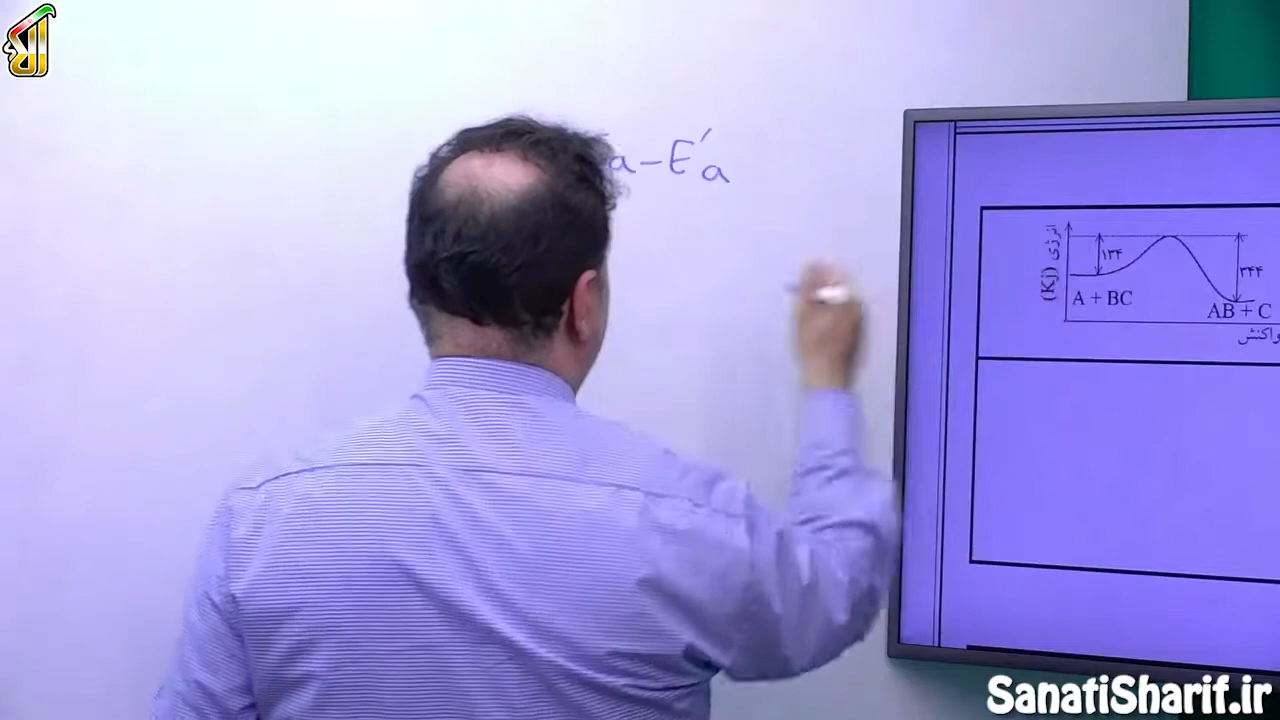 a-E′a
انرژی (Kj)
۱۳۴
۳۴۴
A + BC
AB + C
واکنش
SanatiSharif.ir